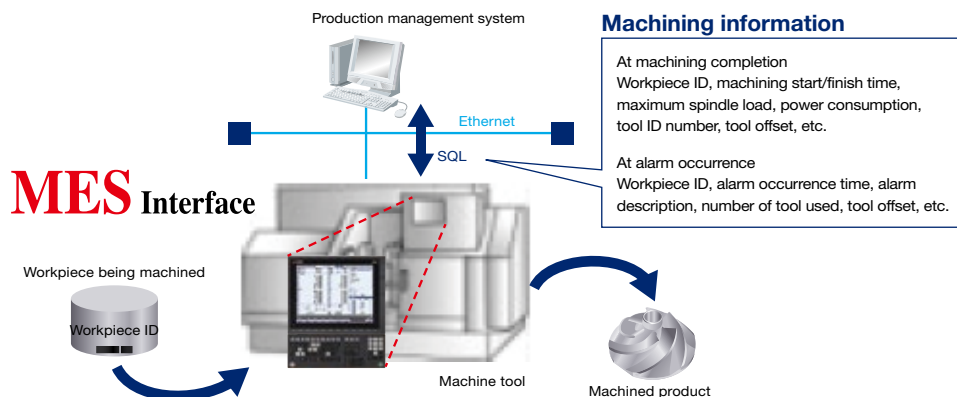 Production management system
Machining information
At machining completion
Workpiece ID, machining start/finish time,
maximum spindle load, power consumption,
tool ID number, tool offset, etc.
Ethernet
SQL
At alarm occurrence
Workpiece ID, alarm occurrence time, alarm
description, number of tool used, tool offset, etc.
MES Interface
Workpiece being machined
Workpiece ID
Machine tool
Machined product